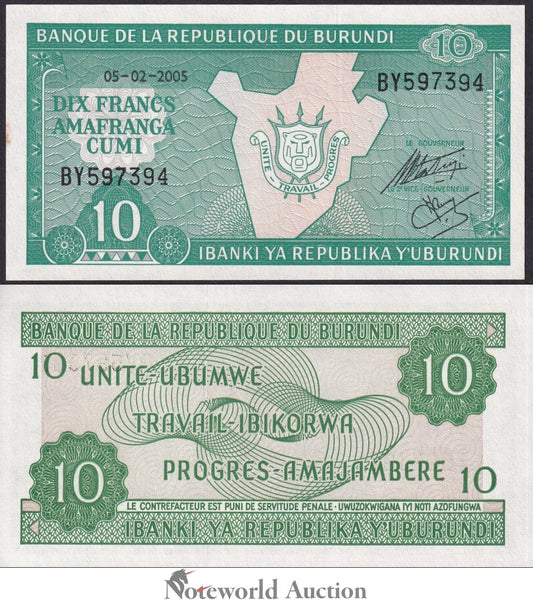 BANQUE DE LA REPUBLIQUE DU BURUNDI
10
05-02-2005
BY597394
DIX FRANCS
AMAFRANGA
CUMI
LE GOUVERNEUR
UNITE - TRAVAIL - PROGRES
BY597394
LE 2e VICE-GOUVERNEUR
10
IBANKI YA REPUBLIKA Y'UBURUNDI
BANQUE DE LA REPUBLIQUE DU BURUNDI
10
10
UNITE-UBUMWE
TRAVAIL-IBIKORWA
PROGRES-AMAJAMBERE
10
10
LE CONTREFACTEUR EST PUNI DE SERVITUDE PENALE · UWUZOKWIGANA IYI NOTI AZOFUNGWA
IBANKI YA REPUBLIKA Y'UBURUNDI
Noteworld Auction